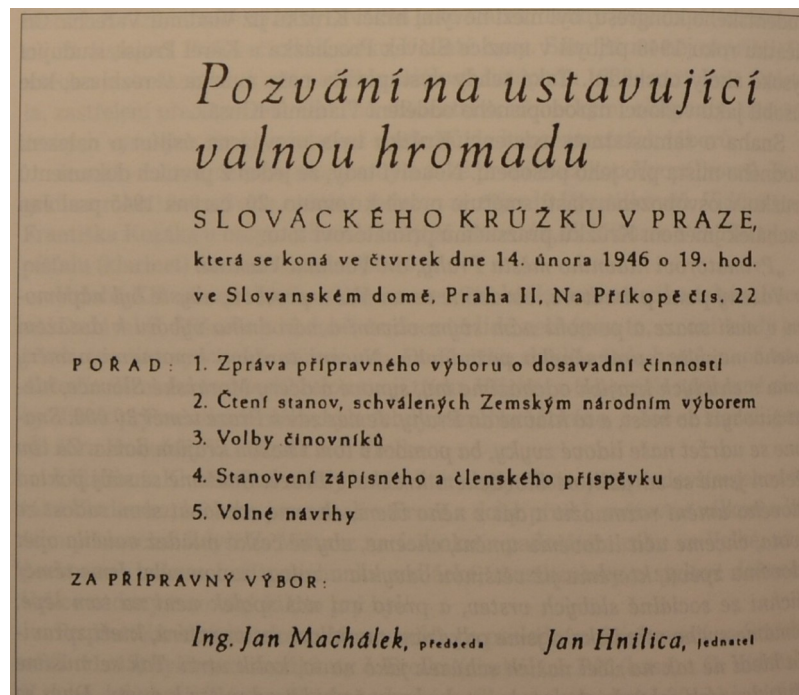 Pozvání na ustavující
valnou hromadu
SLOVÁCKÉHO KRÚŽKU V PRAZE,
která se koná ve čtvrtek dne 14. února 1946 o 19. hod.
ve Slovanském domě, Praha II, Na Příkopě čís. 22
POŘAD: 1. Zpráva přípravného výboru o dosavadní činnosti
2. Čtení stanov, schválených Zemským národním výborem
3. Volby činovníků
4. Stanovení zápisného a členského příspěvku
5. Volné návrhy
ZA PŘÍPRAVNÝ VÝBOR:
Ing. Jan Machálek, předseda Jan Hnilica, jednatel